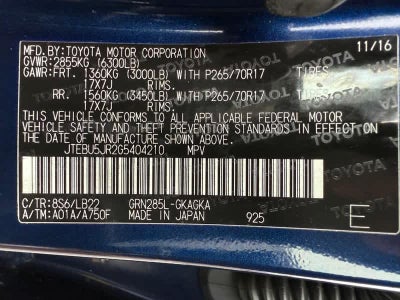 MFD. BY: TOYOTA MOTOR CORPORATION 11/16
GVWR: 2855KG (6300LB)
GAWR: FRT. 1360KG (3000LB) WITH P265/70R17 TIRES
17X7J RIMS,
RR. 1560KG (3450LB) WITH P265/70R17 TIRES
17X7J RIMS,
THIS VEHICLE CONFORMS TO ALL APPLICABLE FEDERAL MOTOR
VEHICLE SAFETY STANDARDS IN EFFECT ON
THE DATE OF MANUFACTURE SHOWN ABOVE.
JTEBU5JR2G5404210 MPV
C/TR: 8S6/LB22 GRN285L-GKAGKA
A/TM: A01A/A750F MADE IN JAPAN 925 E